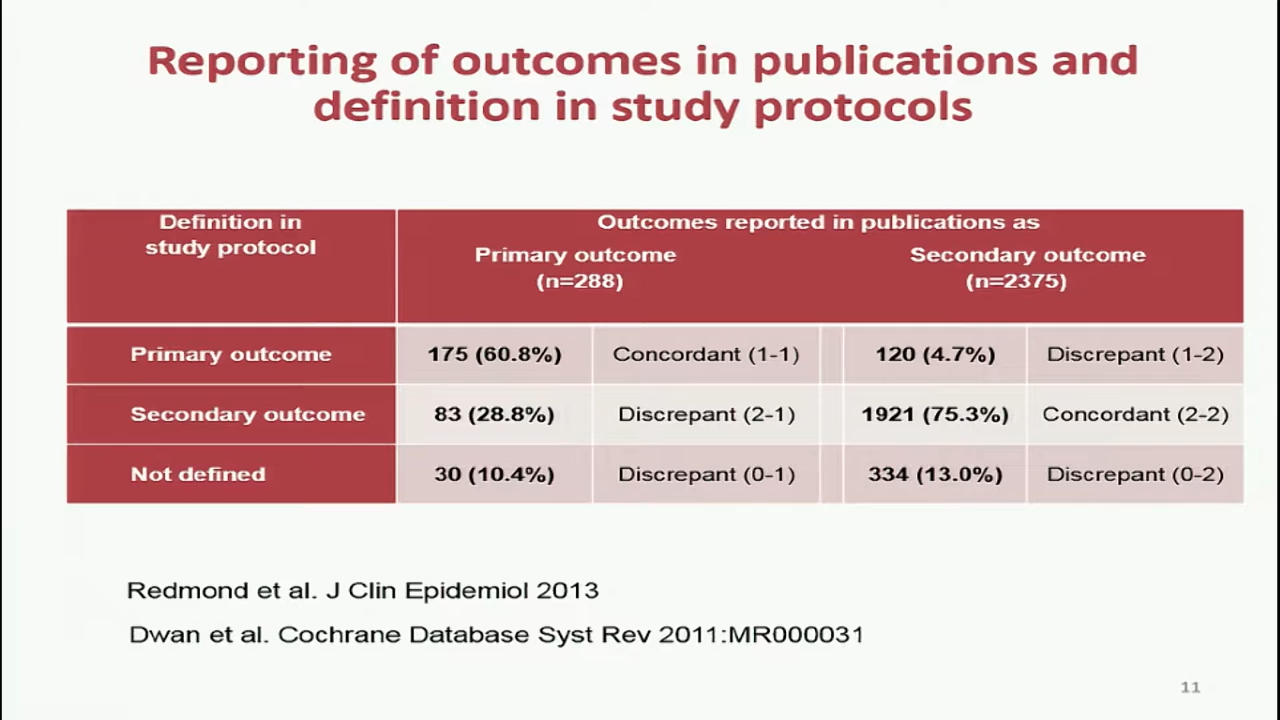 Reporting of outcomes in publications and
definition in study protocols
Definition in
study protocol
Outcomes reported in publications as
Primary outcome
(n=288)
Secondary outcome
(n=2375)
Primary outcome 175 (60.8%) Concordant (1-1) 120 (4.7%) Discrepant (1-2)
Secondary outcome 83 (28.8%) Discrepant (2-1) 1921 (75.3%) Concordant (2-2)
Not defined 30 (10.4%) Discrepant (0-1) 334 (13.0%) Discrepant (0-2)
Redmond et al. J Clin Epidemiol 2013
Dwan et al. Cochrane Database Syst Rev 2011:MR000031
11